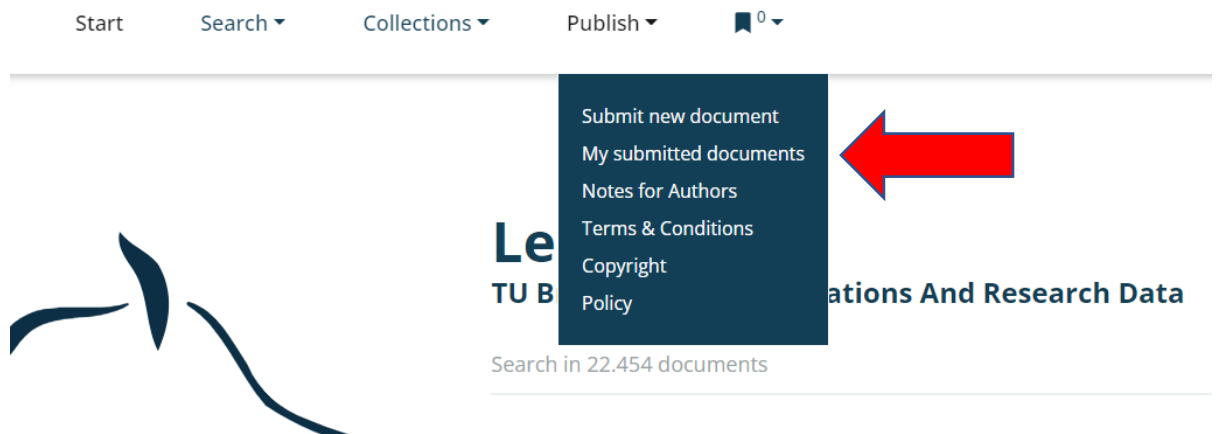 Start Search Collections Publish 0
Submit new document
My submitted documents
Notes for Authors
Terms & Conditions
Copyright
Policy
Le
TU B ations And Research Data
Search in 22.454 documents